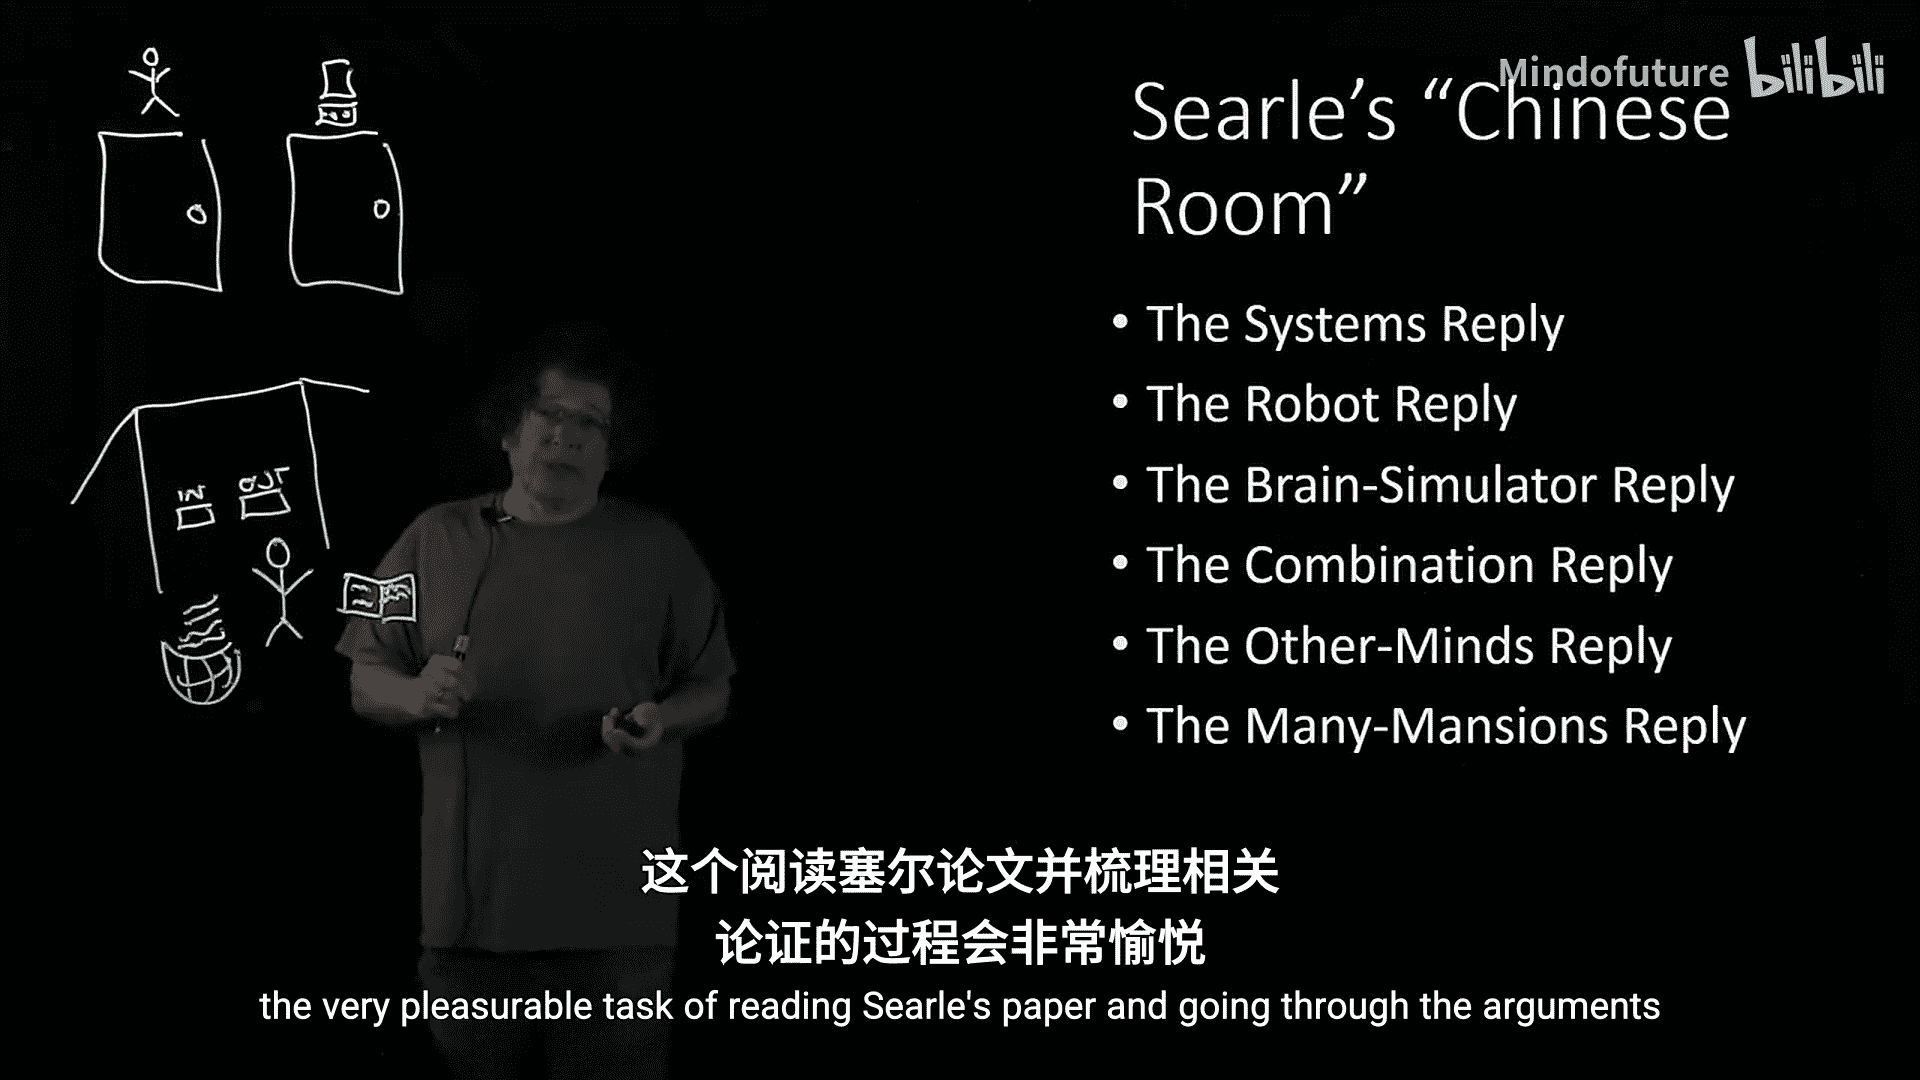 Mindofuture bilibili
Searle's “Chinese
Room”
• The Systems Reply
• The Robot Reply
• The Brain-Simulator Reply
• The Combination Reply
• The Other-Minds Reply
• The Many-Mansions Reply
IN OUT
这个阅读塞尔论文并梳理相关
论证的过程会非常愉悦
the very pleasurable task of reading Searle's paper and going through the arguments